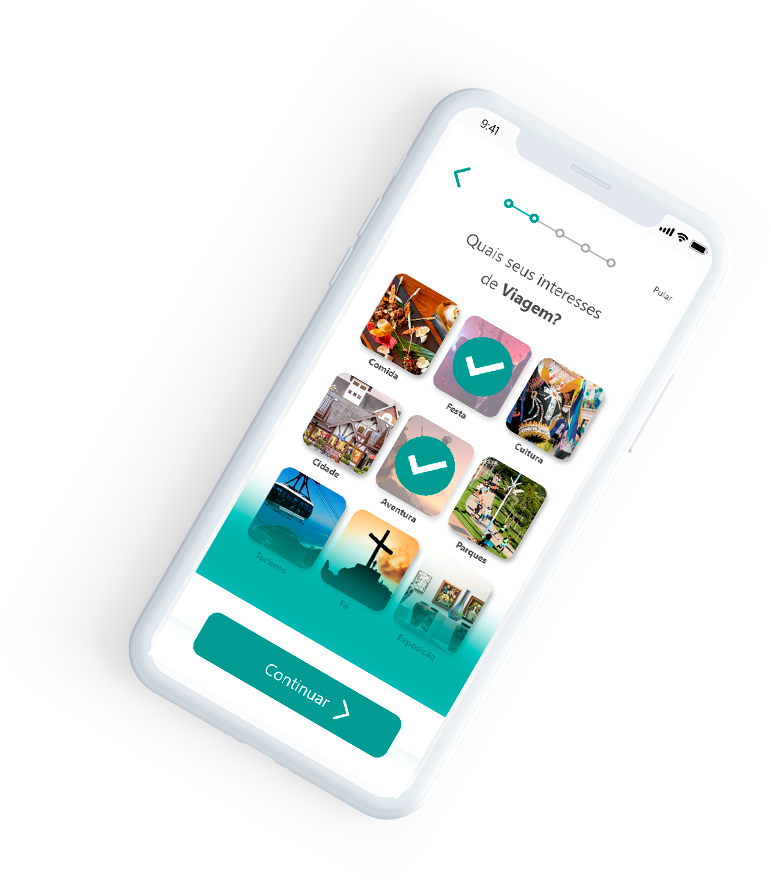 9:41
Pular
Quais seus interesses
de Viagem?
Comida
Festa
Cultura
Cidade
Aventura
Parques
Turismo
Fé
Exposição
Continuar